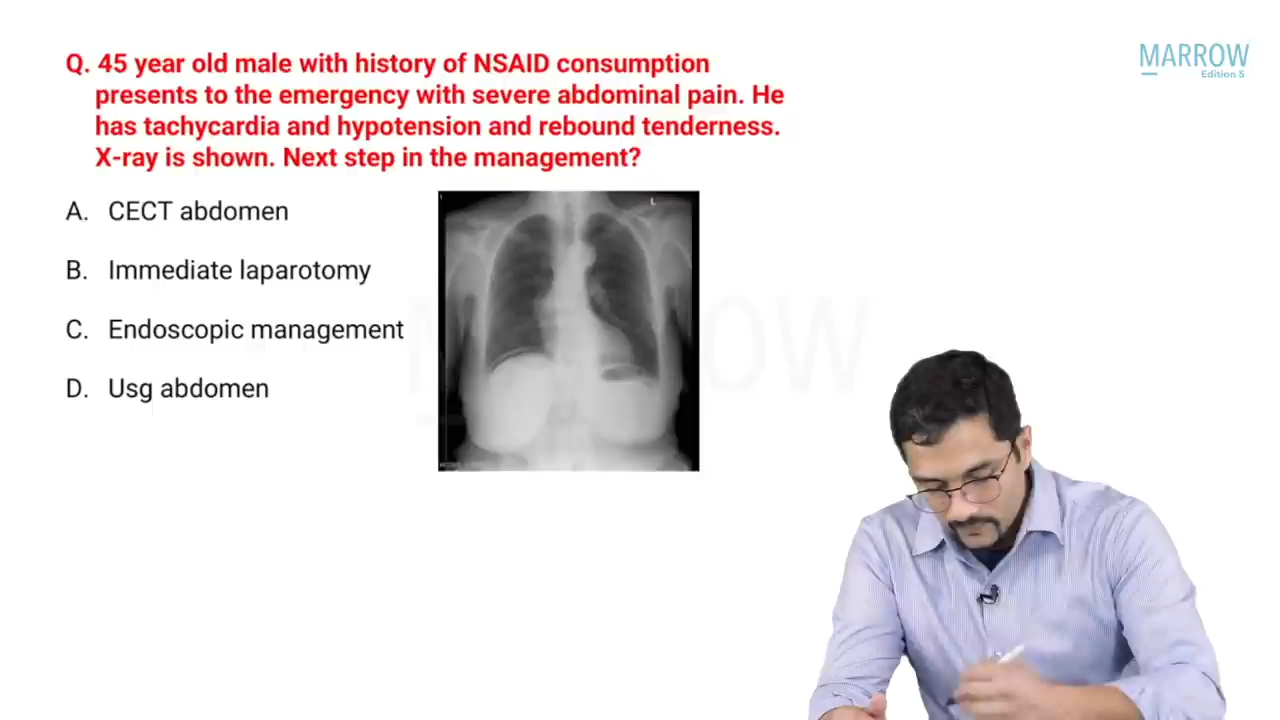 MARROW
Edition 5
Q. 45 year old male with history of NSAID consumption
presents to the emergency with severe abdominal pain. He
has tachycardia and hypotension and rebound tenderness.
X-ray is shown. Next step in the management?
A. CECT abdomen
B. Immediate laparotomy
C. Endoscopic management
D. Usg abdomen
L
MARROW